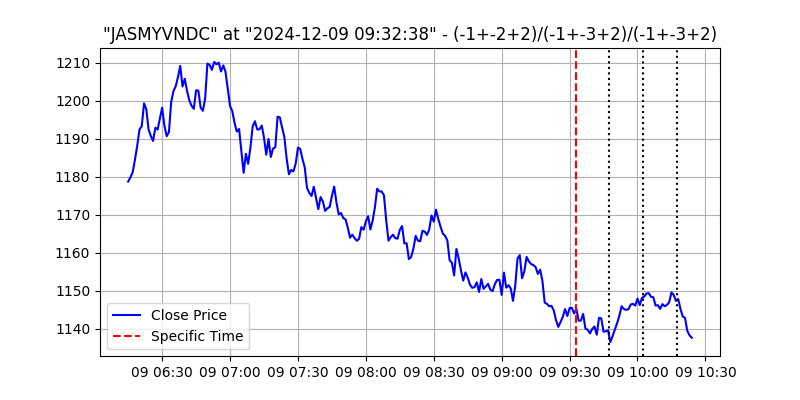 "JASMYVNDC" at "2024-12-09 09:32:38" - (-1+-2+2)/(-1+-3+2)/(-1+-3+2)
1210
1200
1190
1180
1170
1160
1150
1140
Close Price
Specific Time
09 06:30 09 07:00 09 07:30 09 08:00 09 08:30 09 09:00 09 09:30 09 10:00 09 10:30